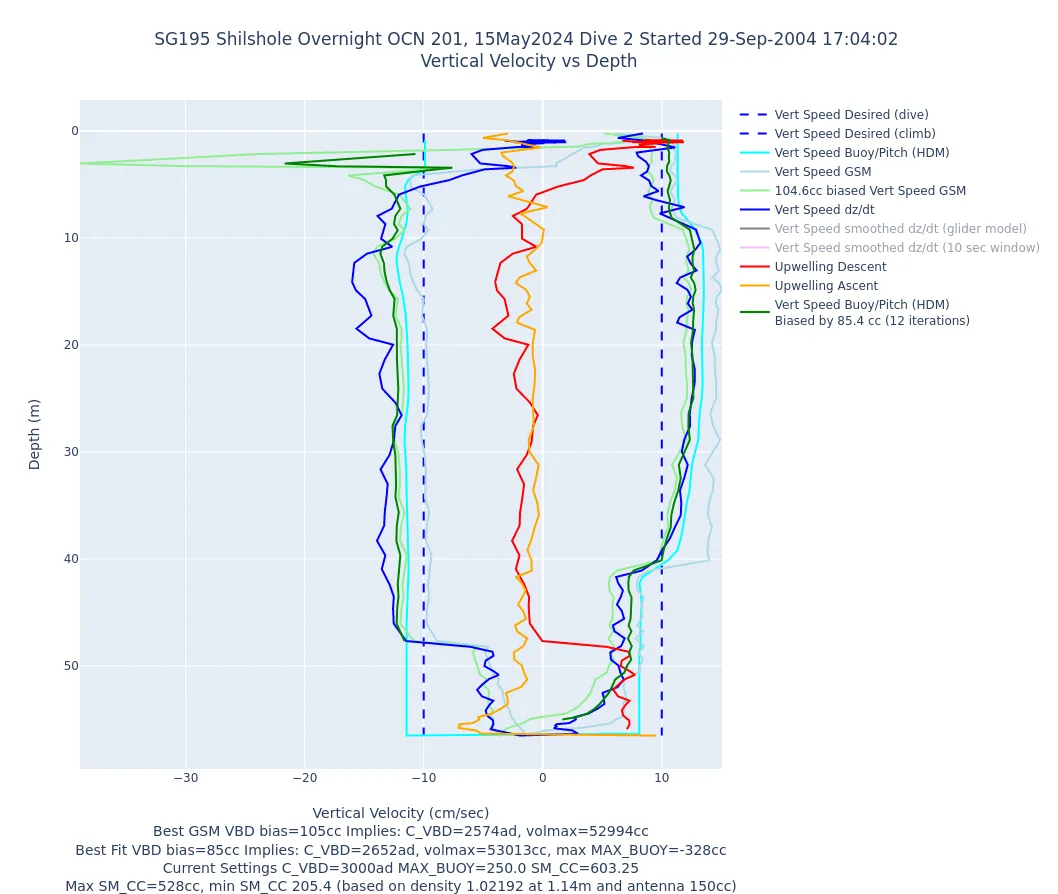 SG195 Shilshole Overnight OCN 201, 15May2024 Dive 2 Started 29-Sep-2004 17:04:02
Vertical Velocity vs Depth
Vert Speed Desired (dive)
Vert Speed Desired (climb)
Vert Speed Buoy/Pitch (HDM)
Vert Speed GSM
104.6cc biased Vert Speed GSM
Vert Speed dz/dt
Vert Speed smoothed dz/dt (glider model)
Vert Speed smoothed dz/dt (10 sec window)
Upwelling Descent
Upwelling Ascent
Vert Speed Buoy/Pitch (HDM)
Biased by 85.4 cc (12 iterations)
0
10
20
30
40
50
Depth (m)
−30
−20
−10
0
10
Vertical Velocity (cm/sec)
Best GSM VBD bias=105cc Implies: C_VBD=2574ad, volmax=52994cc
Best Fit VBD bias=85cc Implies: C_VBD=2652ad, volmax=53013cc, max MAX_BUOY=-328cc
Current Settings C_VBD=3000ad MAX_BUOY=250.0 SM_CC=603.25
Max SM_CC=528cc, min SM_CC 205.4 (based on density 1.02192 at 1.14m and antenna 150cc)